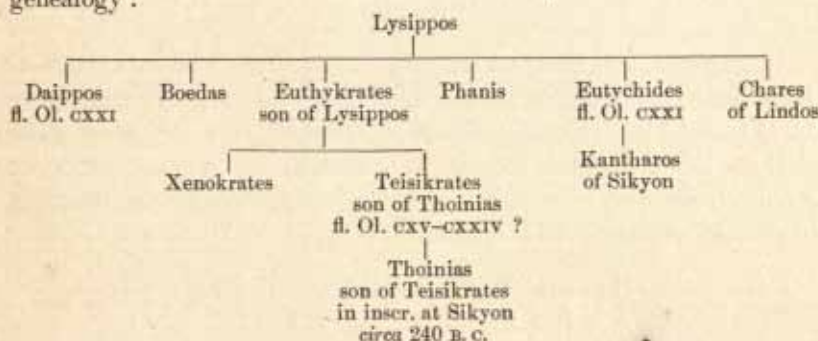 genealogy :
Lysippos
Daippos Boedas Euthykrates Phanis Eutychides Chares
fl. Ol. CXXI son of Lysippos fl. Ol. CXXI of Lindos
Kantharos
of Sikyon
Xenokrates Teisikrates
son of Thoinias
fl. Ol. CXV–CXXIV ?
Thoinias
son of Teisikrates
in inscr. at Sikyon
circa 240 B. C.